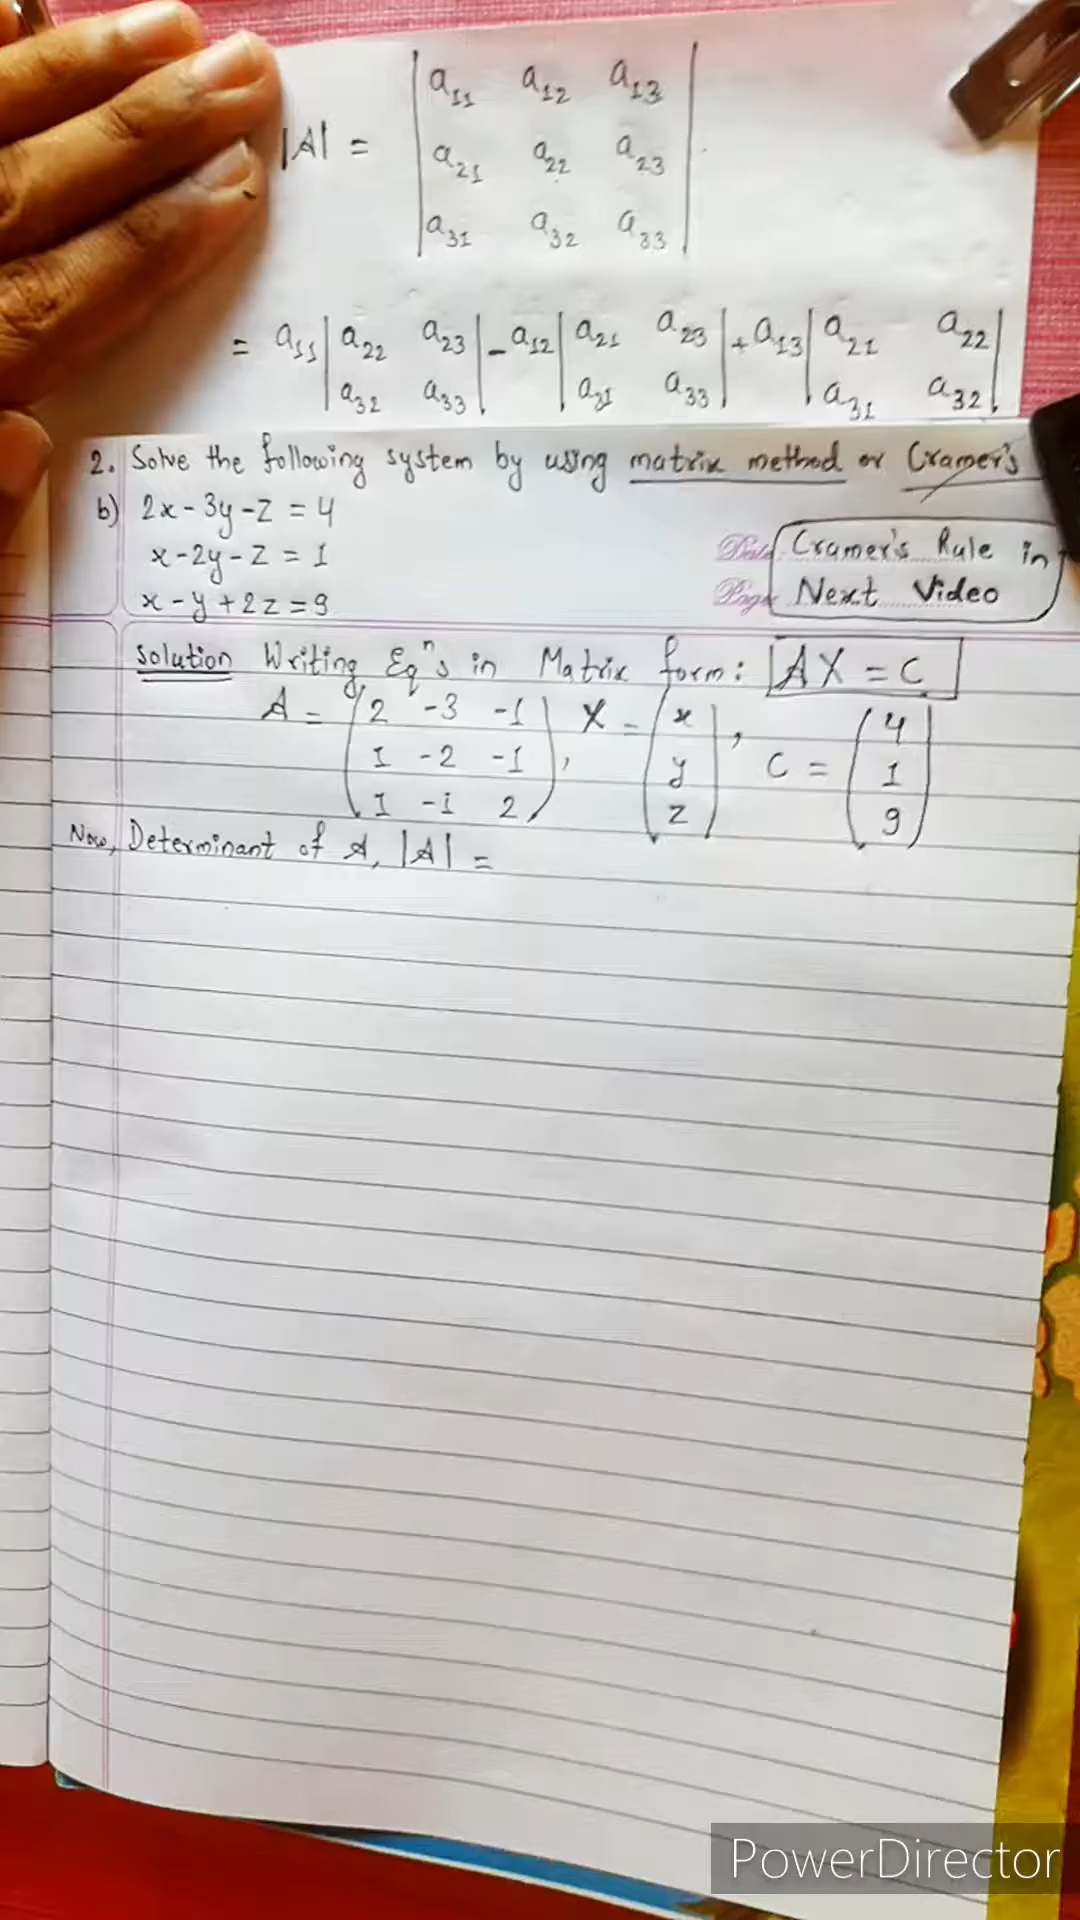 |A| = | a11 a12 a13 |
| a21 a22 a23 |
| a31 a32 a33 |
= a11 | a22 a23 | - a12 | a21 a23 | + a13 | a21 a22 |
| a32 a33 | | a31 a33 | | a31 a32 |
2. Solve the following system by using matrix method or Cramer's
b) 2x - 3y - z = 4
x - 2y - z = 1
x - y + 2z = 9
Date
Page
Cramer's Rule in
Next Video
Solution Writing Eqn's in Matrix form: AX = C
A = ( 2 -3 -1 ) X = ( x ) , C = ( 4 )
( 1 -2 -1 ) , ( y ) ( 1 )
( 1 -1 2 ) ( z ) ( 9 )
Now, Determinant of A, |A| =
PowerDirector